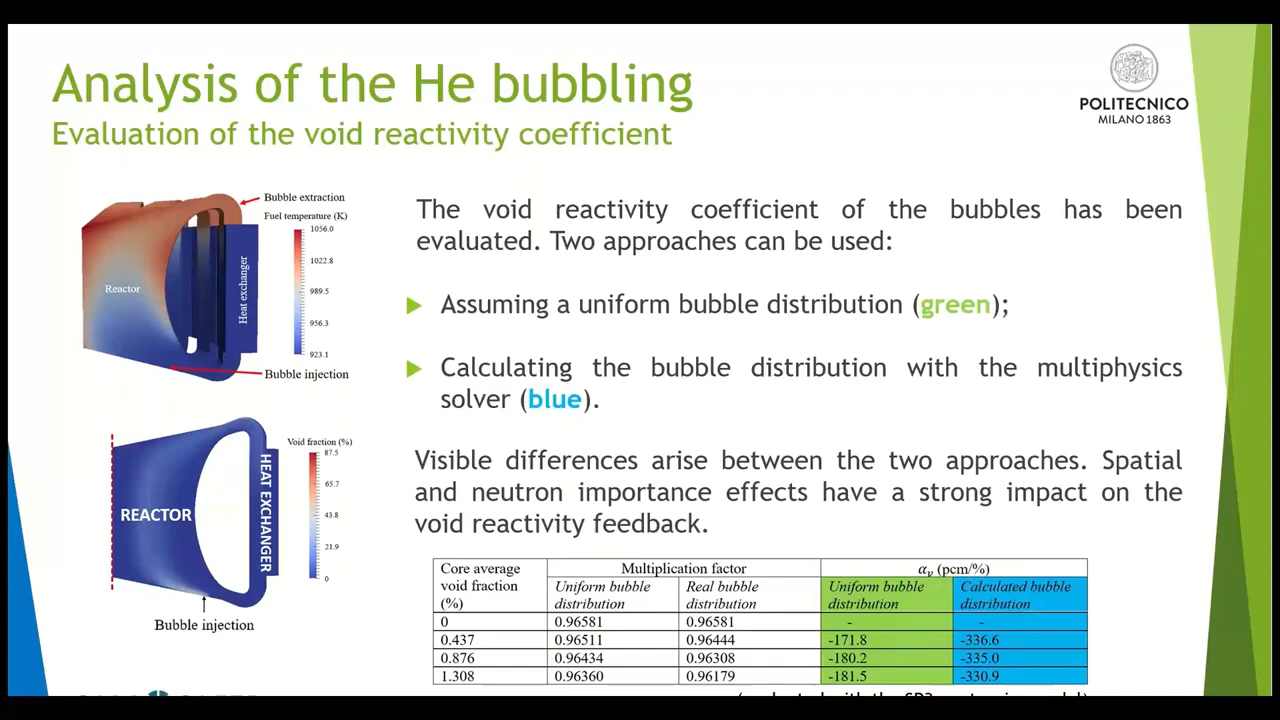 Analysis of the He bubbling
Evaluation of the void reactivity coefficient
POLITECNICO
MILANO 1863
Bubble extraction
Fuel temperature (K)
1056.0
1022.8
989.5
956.3
923.1
Reactor
Heat exchanger
Bubble injection
Void fraction (%)
87.5
65.7
43.8
21.9
0
REACTOR
HEAT EXCHANGER
Bubble injection
The void reactivity coefficient of the bubbles has been
evaluated. Two approaches can be used:
Assuming a uniform bubble distribution (green);
Calculating the bubble distribution with the multiphysics
solver (blue).
Visible differences arise between the two approaches. Spatial
and neutron importance effects have a strong impact on the
void reactivity feedback.
Core average void fraction (%) Multiplication factor αv (pcm/%)
Uniform bubble distribution Real bubble distribution Uniform bubble distribution Calculated bubble distribution
0 0.96581 0.96581 - -
0.437 0.96511 0.96444 -171.8 -336.6
0.876 0.96434 0.96308 -180.2 -335.0
1.308 0.96360 0.96179 -181.5 -330.9